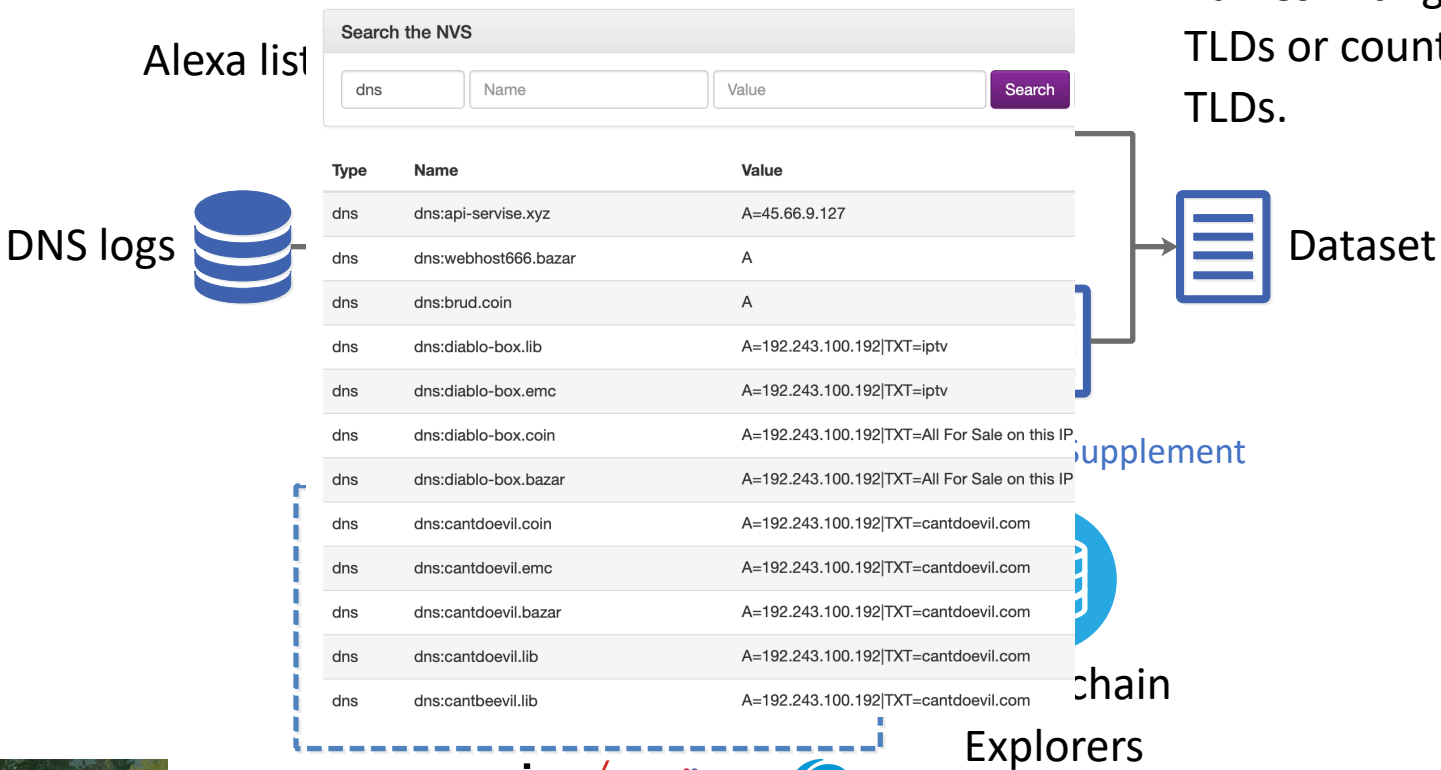 TLDs or count
TLDs.
Alexa list
Search the NVS
dns Name Value Search
Type Name Value
dns dns:api-servise.xyz A=45.66.9.127
dns dns:webhost666.bazar A
dns dns:brud.coin A
dns dns:diablo-box.lib A=192.243.100.192|TXT=iptv
dns dns:diablo-box.emc A=192.243.100.192|TXT=iptv
dns dns:diablo-box.coin A=192.243.100.192|TXT=All For Sale on this IP
dns dns:diablo-box.bazar A=192.243.100.192|TXT=All For Sale on this IP
dns dns:cantdoevil.coin A=192.243.100.192|TXT=cantdoevil.com
dns dns:cantdoevil.emc A=192.243.100.192|TXT=cantdoevil.com
dns dns:cantdoevil.bazar A=192.243.100.192|TXT=cantdoevil.com
dns dns:cantdoevil.lib A=192.243.100.192|TXT=cantdoevil.com
dns dns:cantbeevil.lib A=192.243.100.192|TXT=cantdoevil.com
DNS logs
Dataset
upplement
chain
Explorers